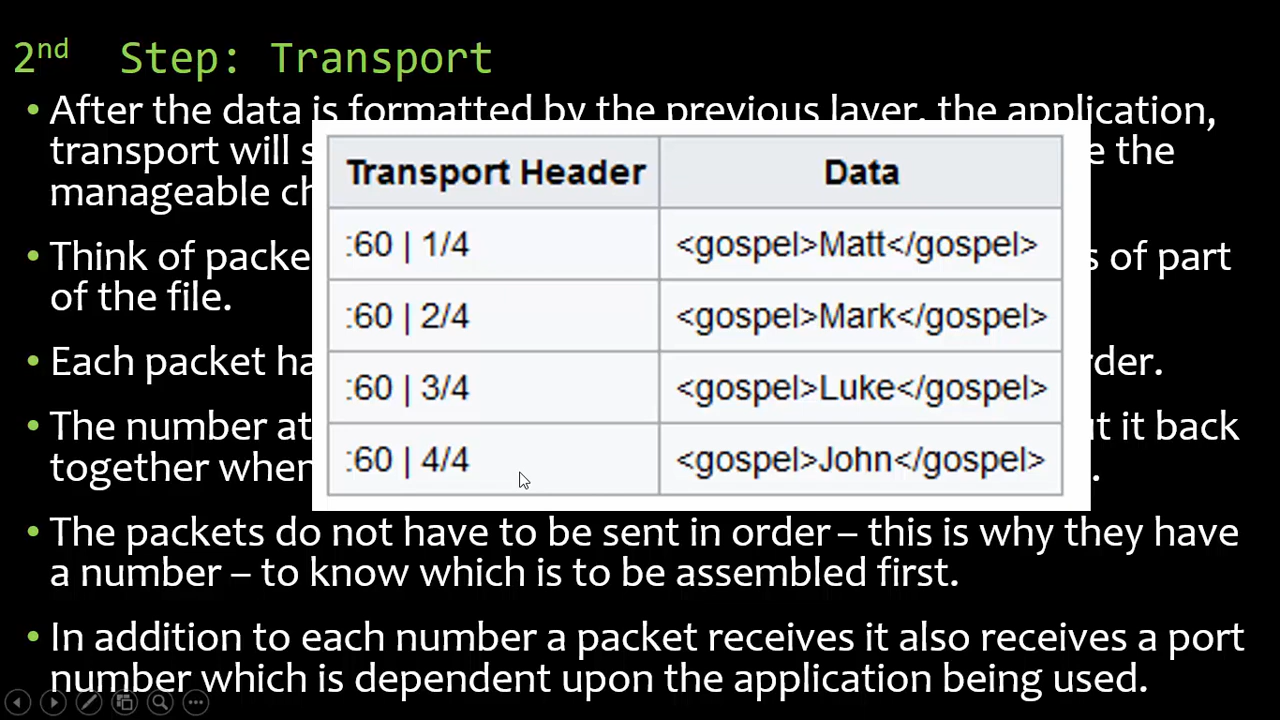 2nd Step: Transport
• After the data is formatted by the previous layer, the application,
transport will s e the
manageable ch
• Think of packe s of part
of the file.
• Each packet ha rder.
• The number at ut it back
together when .
Transport Header Data
:60 | 1/4 <gospel>Matt</gospel>
:60 | 2/4 <gospel>Mark</gospel>
:60 | 3/4 <gospel>Luke</gospel>
:60 | 4/4 <gospel>John</gospel>
• The packets do not have to be sent in order – this is why they have
a number – to know which is to be assembled first.
• In addition to each number a packet receives it also receives a port
number which is dependent upon the application being used.